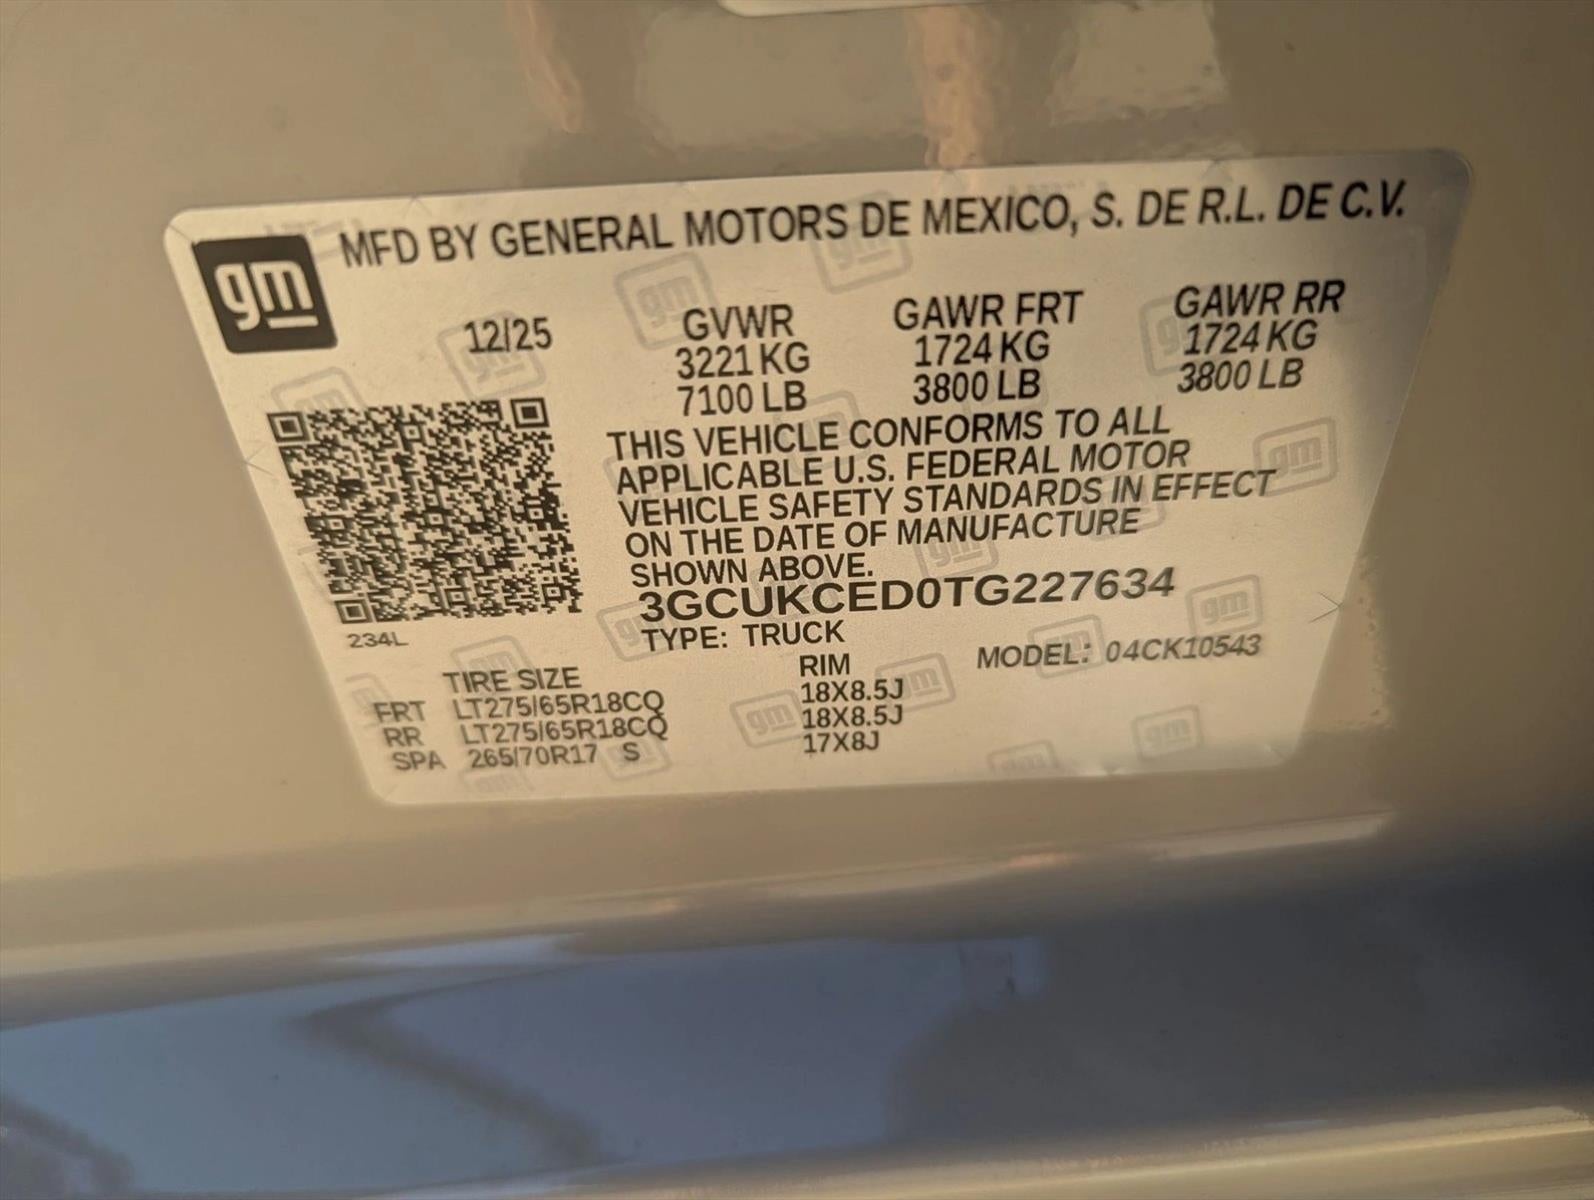 gm
MFD BY GENERAL MOTORS DE MEXICO, S. DE R.L. DE C.V.
12/25 GVWR GAWR FRT GAWR RR
3221 KG 1724 KG 1724 KG
7100 LB 3800 LB 3800 LB
THIS VEHICLE CONFORMS TO ALL
APPLICABLE U.S. FEDERAL MOTOR
VEHICLE SAFETY STANDARDS IN EFFECT
ON THE DATE OF MANUFACTURE
SHOWN ABOVE.
3GCUKCED0TG227634
234L
TYPE: TRUCK
TIRE SIZE RIM MODEL: 04CK10543
FRT LT275/65R18CQ 18X8.5J
RR LT275/65R18CQ 18X8.5J
SPA 265/70R17 S 17X8J